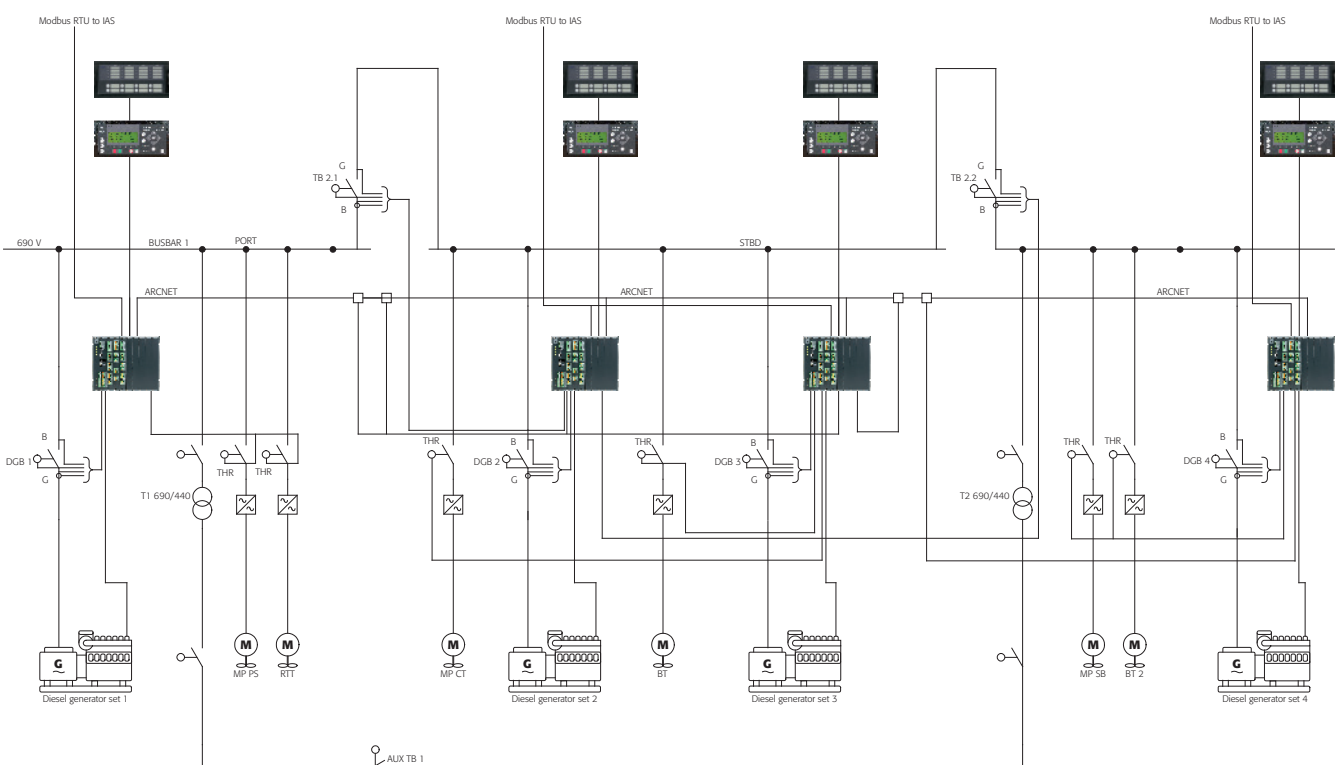 Modbus RTU to IAS
Modbus RTU to IAS
Modbus RTU to IAS
G
TB 2.1
B
G
TB 2.2
B
690 V
BUSBAR 1
PORT
STBD
ARCNET
ARCNET
ARCNET
B
DGB 1
G
THR
THR
T1 690/440
THR
B
DGB 2
G
THR
B
DGB 3
G
T2 690/440
THR
THR
B
DGB 4
G
G
M
M
M
G
M
G
M
M
G
Diesel generator set 1
MP PS
RTT
MP CT
Diesel generator set 2
BT
Diesel generator set 3
MP SB
BT 2
Diesel generator set 4
AUX TB 1